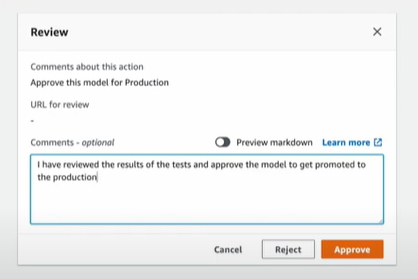 Review
Comments about this action
Approve this model for Production
URL for review
-
Comments - optional
Preview markdown
Learn more
I have reviewed the results of the tests and approve the model to get promoted to
the production
Cancel
Reject
Approve